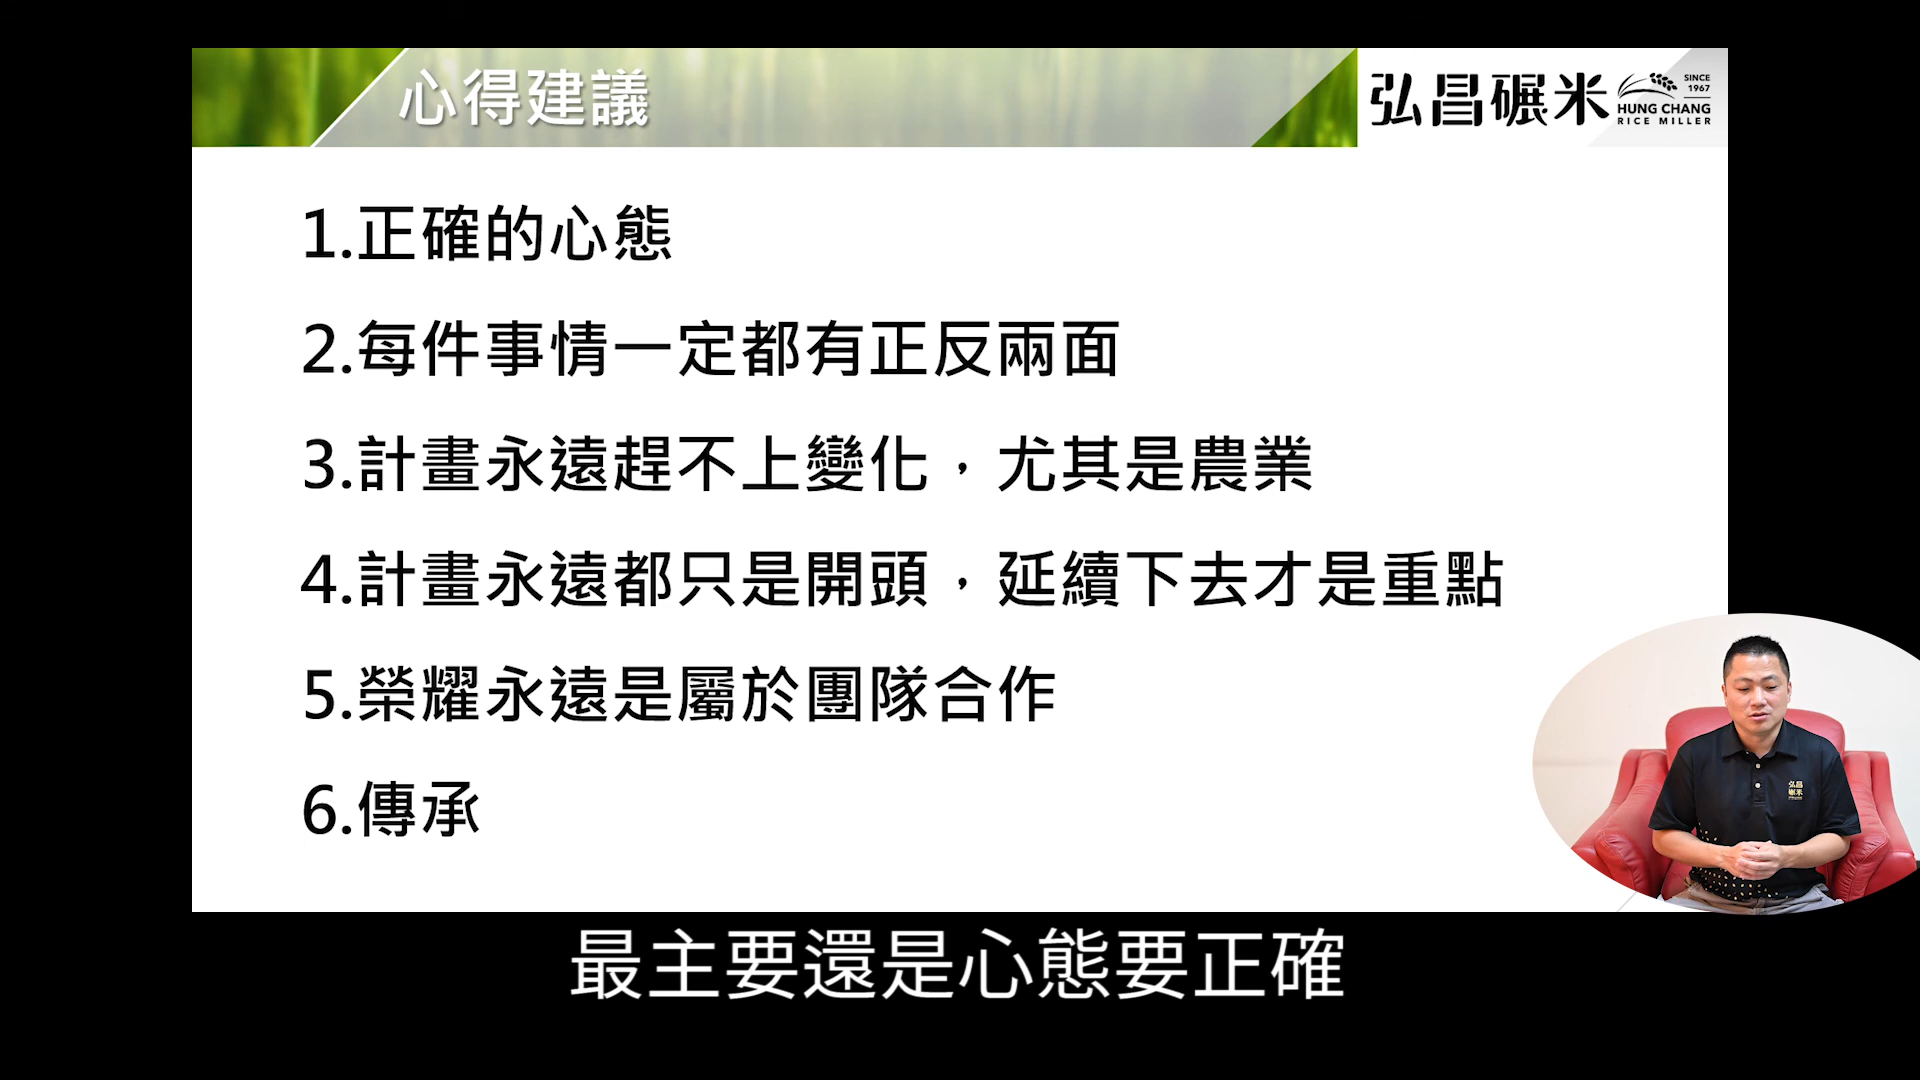 心得建議
弘昌碾米
SINCE
1967
HUNG CHANG
RICE MILLER
1.正確的心態
2.每件事情一定都有正反兩面
3.計畫永遠趕不上變化，尤其是農業
4.計畫永遠都只是開頭，延續下去才是重點
5.榮耀永遠是屬於團隊合作
6.傳承
弘昌
碾米
最主要還是心態要正確